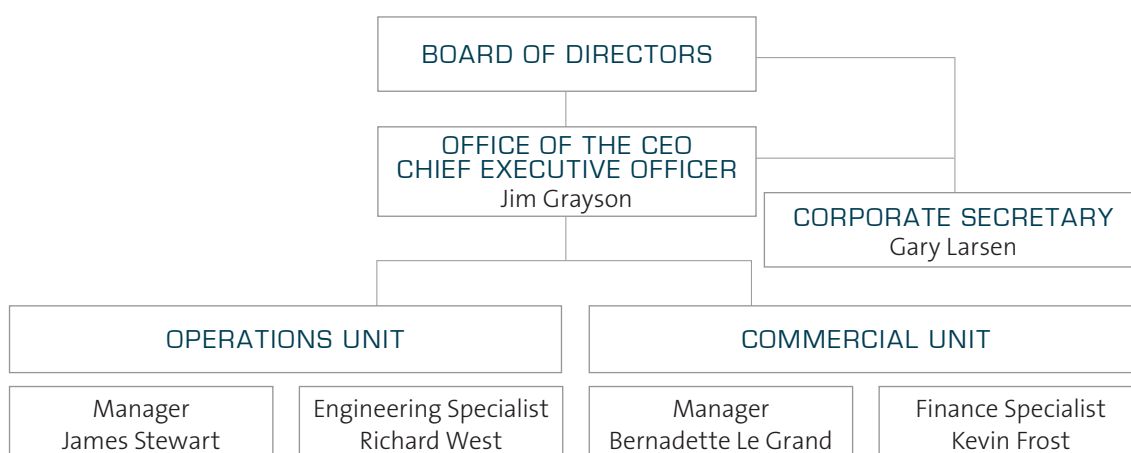 BOARD OF DIRECTORS
OFFICE OF THE CEO
CHIEF EXECUTIVE OFFICER
Jim Grayson
CORPORATE SECRETARY
Gary Larsen
OPERATIONS UNIT
COMMERCIAL UNIT
Manager
James Stewart
Engineering Specialist
Richard West
Manager
Bernadette Le Grand
Finance Specialist
Kevin Frost